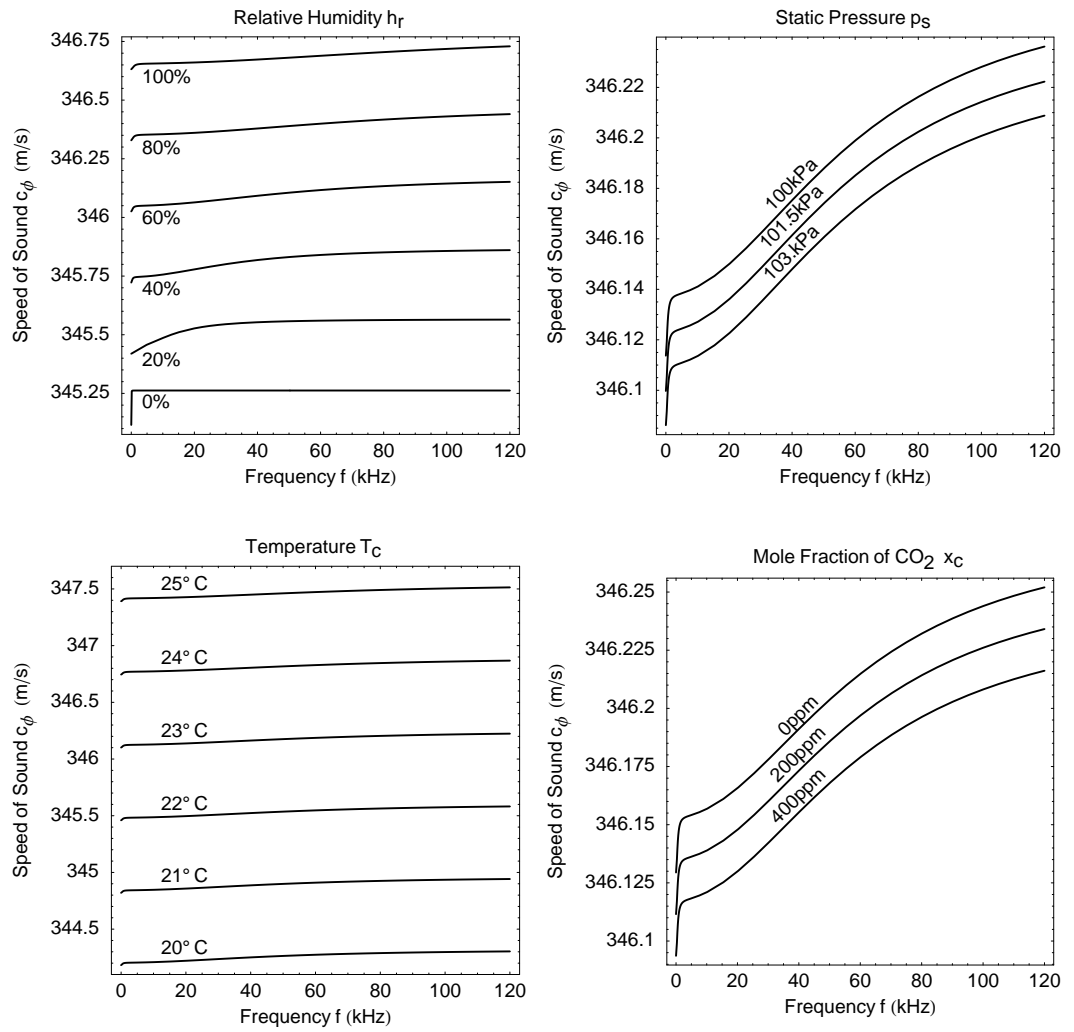 Relative Humidity hr
Speed of Sound cϕ (m/s)
346.75
346.5
346.25
346
345.75
345.5
345.25
100%
80%
60%
40%
20%
0%
0 20 40 60 80 100 120
Frequency f (kHz)
Static Pressure ps
Speed of Sound cϕ (m/s)
346.22
346.2
346.18
346.16
346.14
346.12
346.1
100kPa
101.5kPa
103.kPa
0 20 40 60 80 100 120
Frequency f (kHz)
Temperature Tc
Speed of Sound cϕ (m/s)
347.5
347
346.5
346
345.5
345
344.5
25° C
24° C
23° C
22° C
21° C
20° C
0 20 40 60 80 100 120
Frequency f (kHz)
Mole Fraction of CO2 xc
Speed of Sound cϕ (m/s)
346.25
346.225
346.2
346.175
346.15
346.125
346.1
0ppm
200ppm
400ppm
0 20 40 60 80 100 120
Frequency f (kHz)